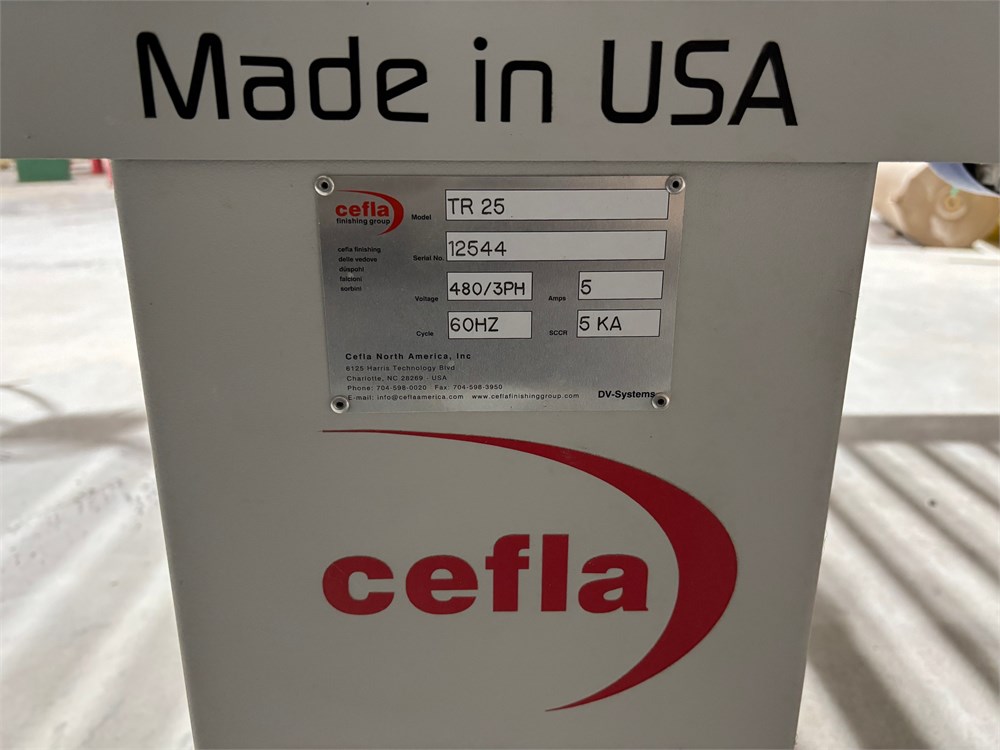 Made in USA
cefla
finishing group
Model TR 25
cefla finishing
delle vedove
düspohl
falcioni
sorbini
Serial No. 12544
Voltage 480/3PH Amps 5
Cycle 60HZ SCCR 5 KA
Cefla North America, Inc
6125 Harris Technology Blvd
Charlotte, NC 28269 USA
Phone: 704-598-0020 Fax: 704-598-3950
E-mail: info@ceflaamerica.com www.ceflafinishinggroup.com DV-Systems
cefla